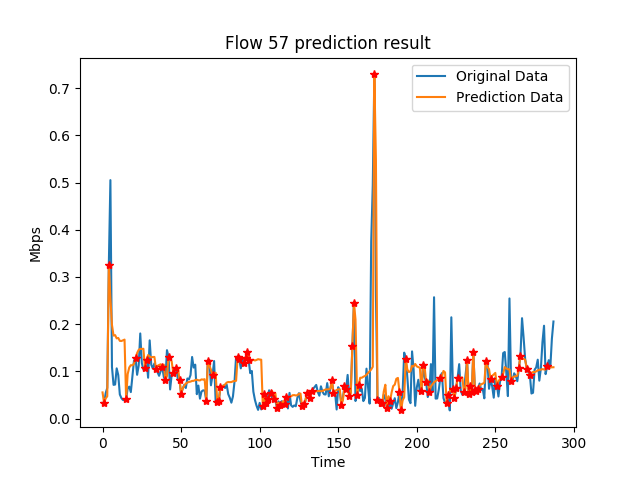 Flow 57 prediction result
Original Data
Prediction Data
Mbps
0.7
0.6
0.5
0.4
0.3
0.2
0.1
0.0
0 50 100 150 200 250 300
Time